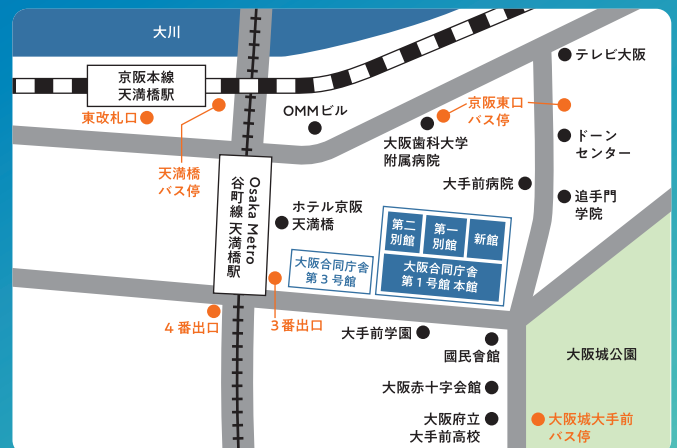 大川
テレビ大阪
京阪本線
天満橋駅
東改札口
OMMビル
京阪東口
バス停
大阪歯科大学
附属病院
ドーン
センター
天満橋
バス停
大手前病院
追手門
学院
Osaka Metro
谷町線 天満橋駅
ホテル京阪
天満橋
第二
別館
第一
別館
新館
大阪合同庁舎
第3号館
大阪合同庁舎
第1号館 本館
4番出口
3番出口
大手前学園
國民會館
大阪城公園
大阪赤十字会館
大阪府立
大手前高校
大阪城大手前
バス停